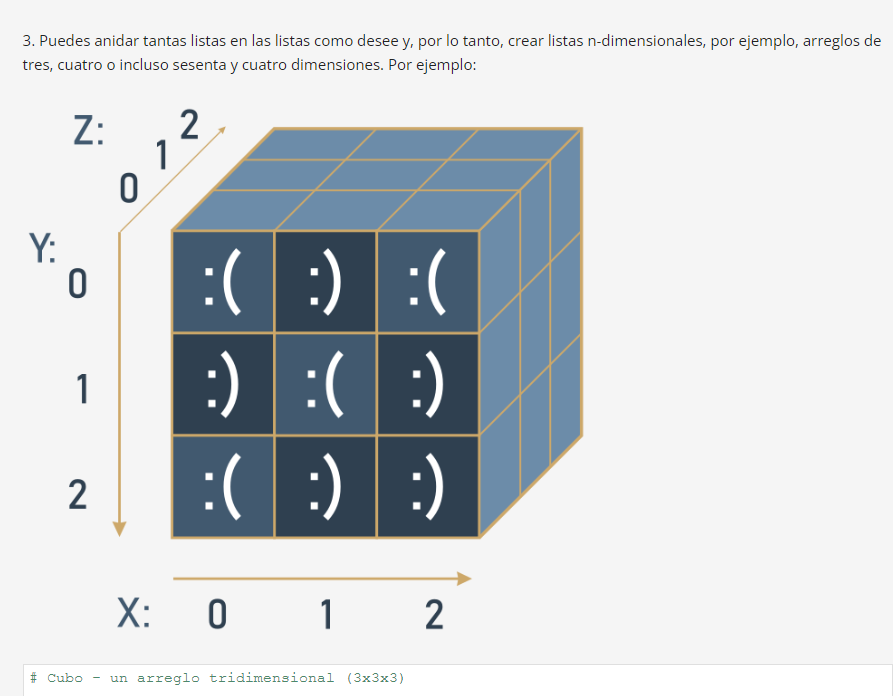 3. Puedes anidar tantas listas en las listas como desee y, por lo tanto, crear listas n-dimensionales, por ejemplo, arreglos de
tres, cuatro o incluso sesenta y cuatro dimensiones. Por ejemplo:
Z: 0 1 2
Y:
0 :( :) :(
1 :) :( :)
2 :( :) :)
X: 0 1 2
# Cubo - un arreglo tridimensional (3x3x3)